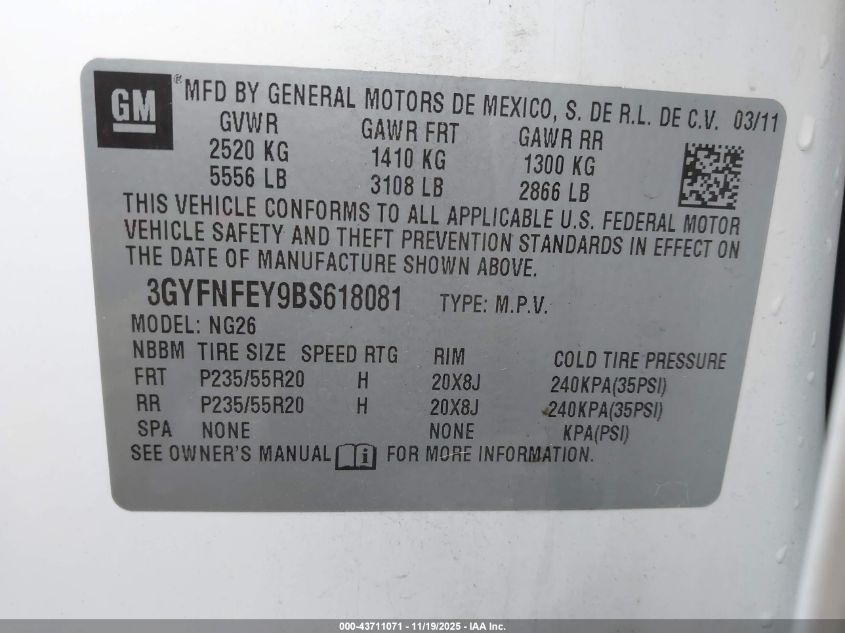 GM ® MFD BY GENERAL MOTORS DE MEXICO, S. DE R.L. DE C.V. 03/11
GVWR GAWR FRT GAWR RR
2520 KG 1410 KG 1300 KG
5556 LB 3108 LB 2866 LB
THIS VEHICLE CONFORMS TO ALL APPLICABLE U.S. FEDERAL MOTOR
VEHICLE SAFETY AND THEFT PREVENTION STANDARDS IN EFFECT ON
THE DATE OF MANUFACTURE SHOWN ABOVE.
3GYFNFEY9BS618081 TYPE: M.P.V.
MODEL: NG26
NBBM TIRE SIZE SPEED RTG RIM COLD TIRE PRESSURE
FRT P235/55R20 H 20X8J 240KPA(35PSI)
RR P235/55R20 H 20X8J 240KPA(35PSI)
SPA NONE NONE KPA(PSI)
SEE OWNER'S MANUAL i FOR MORE INFORMATION.
000-43711071 - 11/19/2025 - IAA Inc.